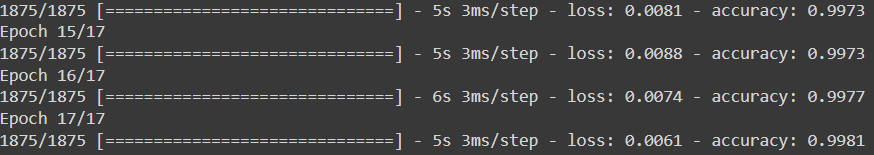 1875/1875 [==============================] - 5s 3ms/step - loss: 0.0081 - accuracy: 0.9973
Epoch 15/17
1875/1875 [==============================] - 5s 3ms/step - loss: 0.0088 - accuracy: 0.9973
Epoch 16/17
1875/1875 [==============================] - 6s 3ms/step - loss: 0.0074 - accuracy: 0.9977
Epoch 17/17
1875/1875 [==============================] - 5s 3ms/step - loss: 0.0061 - accuracy: 0.9981